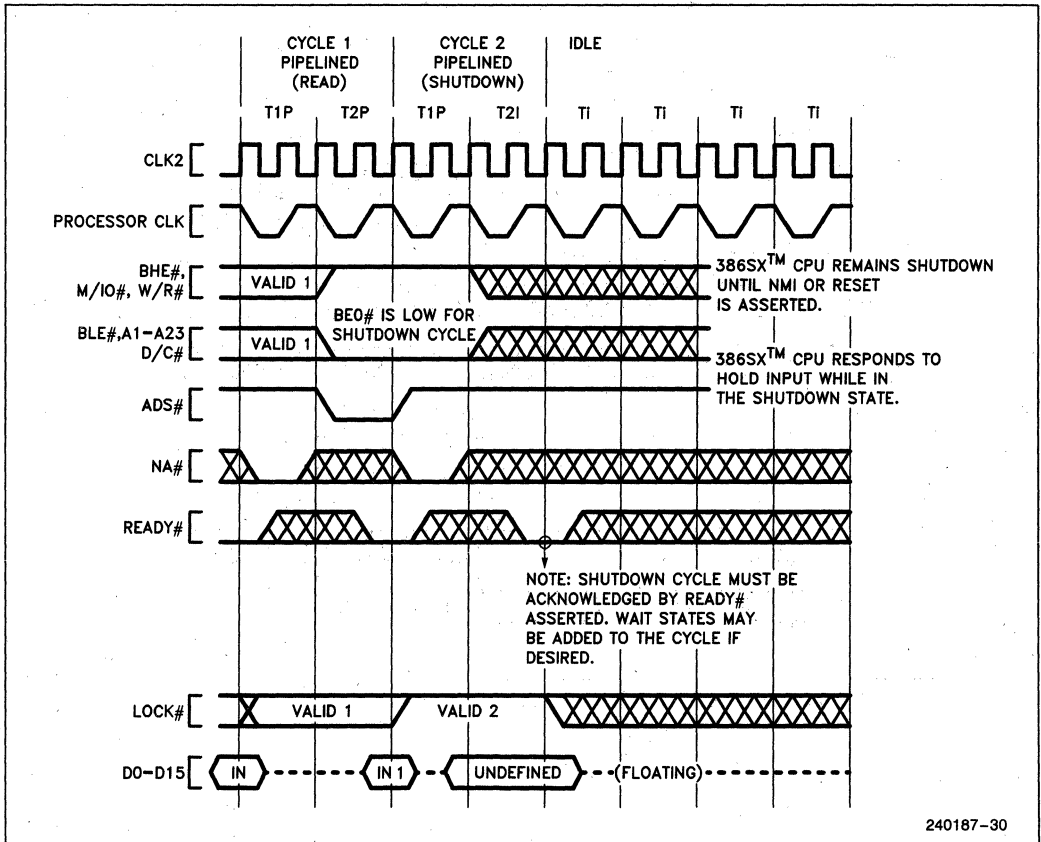 CYCLE 1
PIPELINED
(READ)
CYCLE 2
PIPELINED
(SHUTDOWN)
IDLE
T1P T2P T1P T2I Ti Ti Ti Ti
CLK2
PROCESSOR CLK
BHE#,
M/IO#, W/R#
VALID 1
386SX™ CPU REMAINS SHUTDOWN
UNTIL NMI OR RESET
IS ASSERTED.
BE0# IS LOW FOR
SHUTDOWN CYCLE
BLE#,A1-A23
D/C#
VALID 1
386SX™ CPU RESPONDS TO
HOLD INPUT WHILE IN
THE SHUTDOWN STATE.
ADS#
NA#
READY#
NOTE: SHUTDOWN CYCLE MUST BE
ACKNOWLEDGED BY READY#
ASSERTED. WAIT STATES MAY
BE ADDED TO THE CYCLE IF
DESIRED.
LOCK#
VALID 1
VALID 2
D0-D15
IN
IN 1
UNDEFINED
(FLOATING)
240187-30